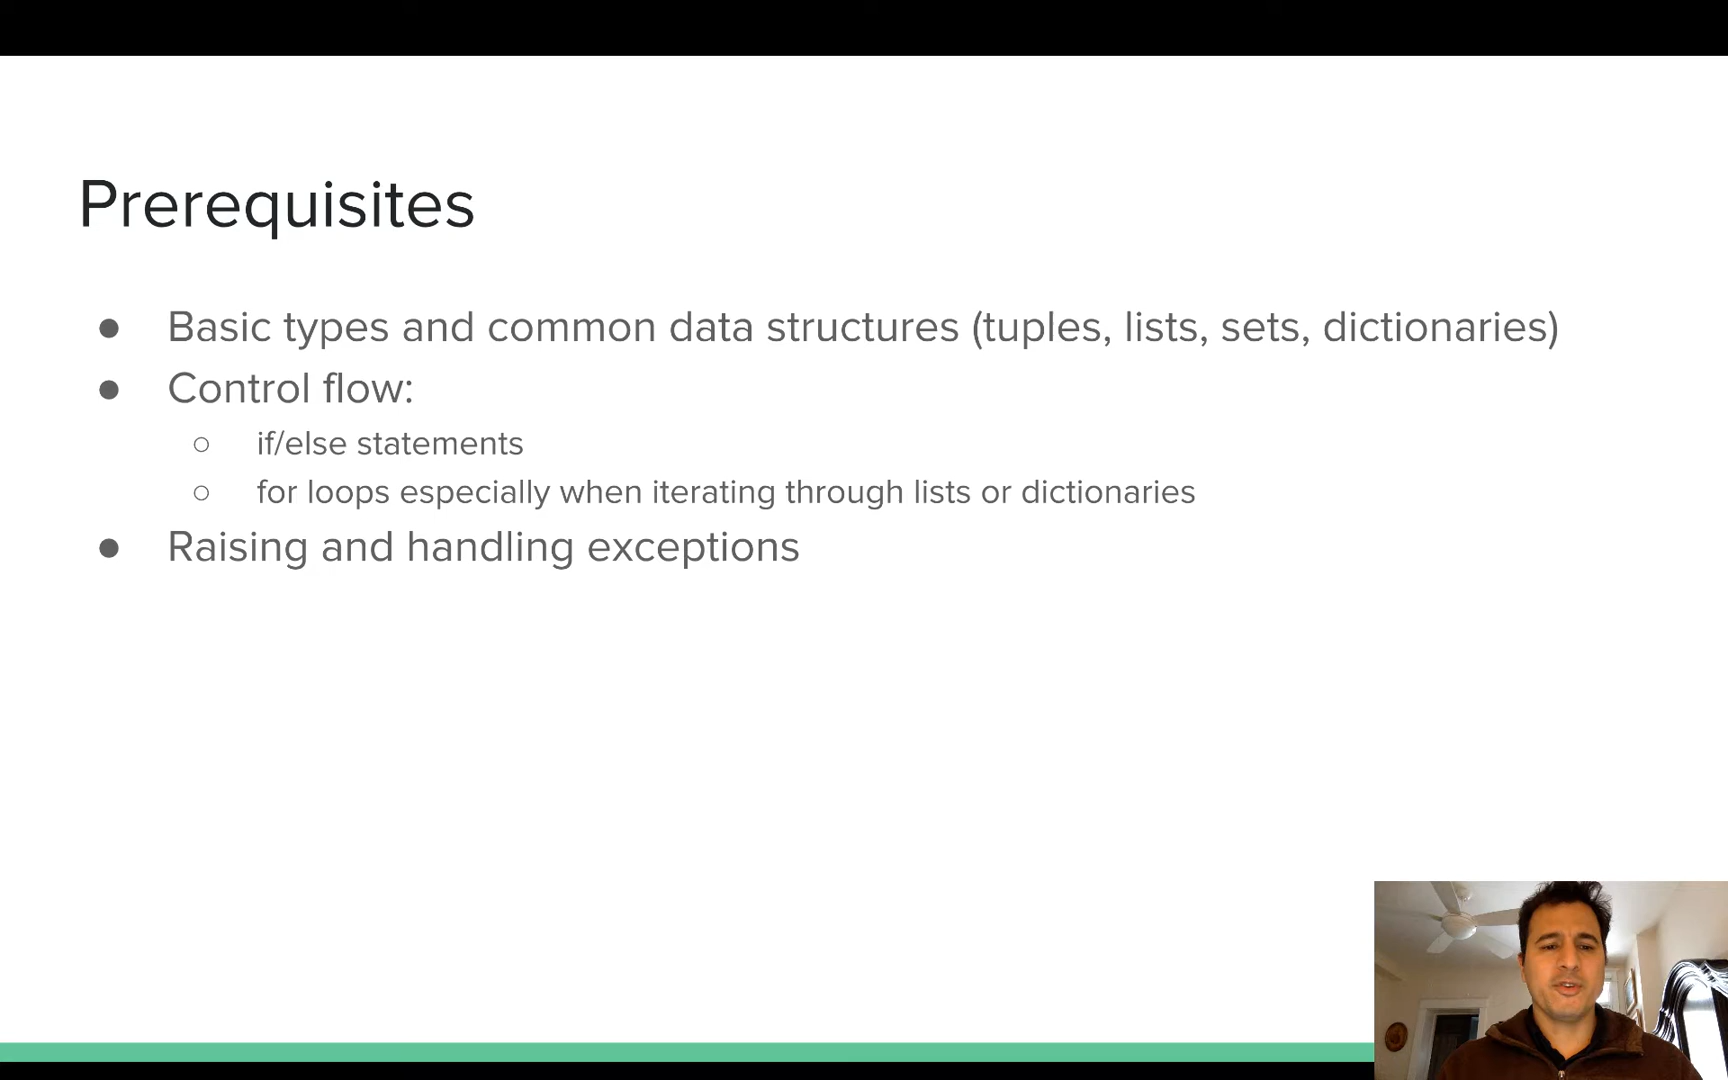 Prerequisites
● Basic types and common data structures (tuples, lists, sets, dictionaries)
● Control flow:
○ if/else statements
○ for loops especially when iterating through lists or dictionaries
● Raising and handling exceptions